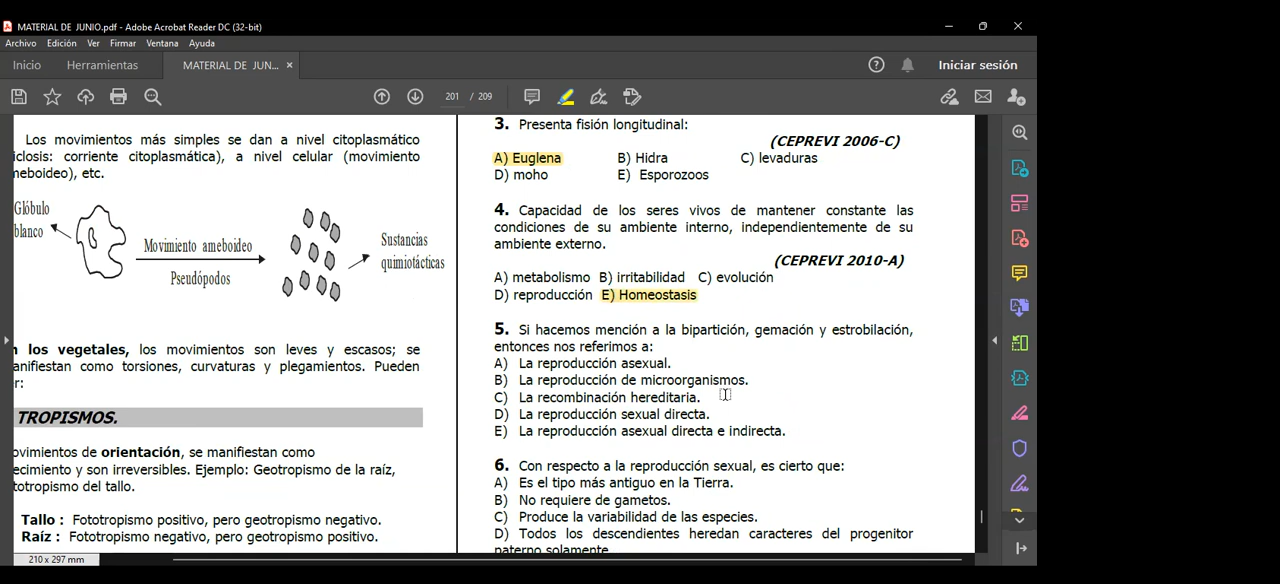 MATERIAL DE JUNIO.pdf - Adobe Acrobat Reader DC (32-bit)
Archivo Edición Ver Firmar Ventana Ayuda
Inicio Herramientas MATERIAL DE JUN... × Iniciar sesión
201 / 209
Los movimientos más simples se dan a nivel citoplasmático
iclosis: corriente citoplasmática), a nivel celular (movimiento
meboideo), etc.
Glóbulo
blanco
Movimiento ameboideo
Pseudópodos
Sustancias
quimiotácticas
n los vegetales, los movimientos son leves y escasos; se
anifiestan como torsiones, curvaturas y plegamientos. Pueden
r:
TROPISMOS.
ovimientos de orientación, se manifiestan como
ecimiento y son irreversibles. Ejemplo: Geotropismo de la raíz,
totropismo del tallo.
Tallo : Fototropismo positivo, pero geotropismo negativo.
Raíz : Fototropismo negativo, pero geotropismo positivo.
210 x 297 mm
3. Presenta fisión longitudinal:
(CEPREVI 2006-C)
A) Euglena B) Hidra C) levaduras
D) moho E) Esporozoos
4. Capacidad de los seres vivos de mantener constante las
condiciones de su ambiente interno, independientemente de su
ambiente externo.
(CEPREVI 2010-A)
A) metabolismo B) irritabilidad C) evolución
D) reproducción E) Homeostasis
5. Si hacemos mención a la bipartición, gemación y estrobilación,
entonces nos referimos a:
A) La reproducción asexual.
B) La reproducción de microorganismos.
C) La recombinación hereditaria.
D) La reproducción sexual directa.
E) La reproducción asexual directa e indirecta.
6. Con respecto a la reproducción sexual, es cierto que:
A) Es el tipo más antiguo en la Tierra.
B) No requiere de gametos.
C) Produce la variabilidad de las especies.
D) Todos los descendientes heredan caracteres del progenitor
paterno solamente